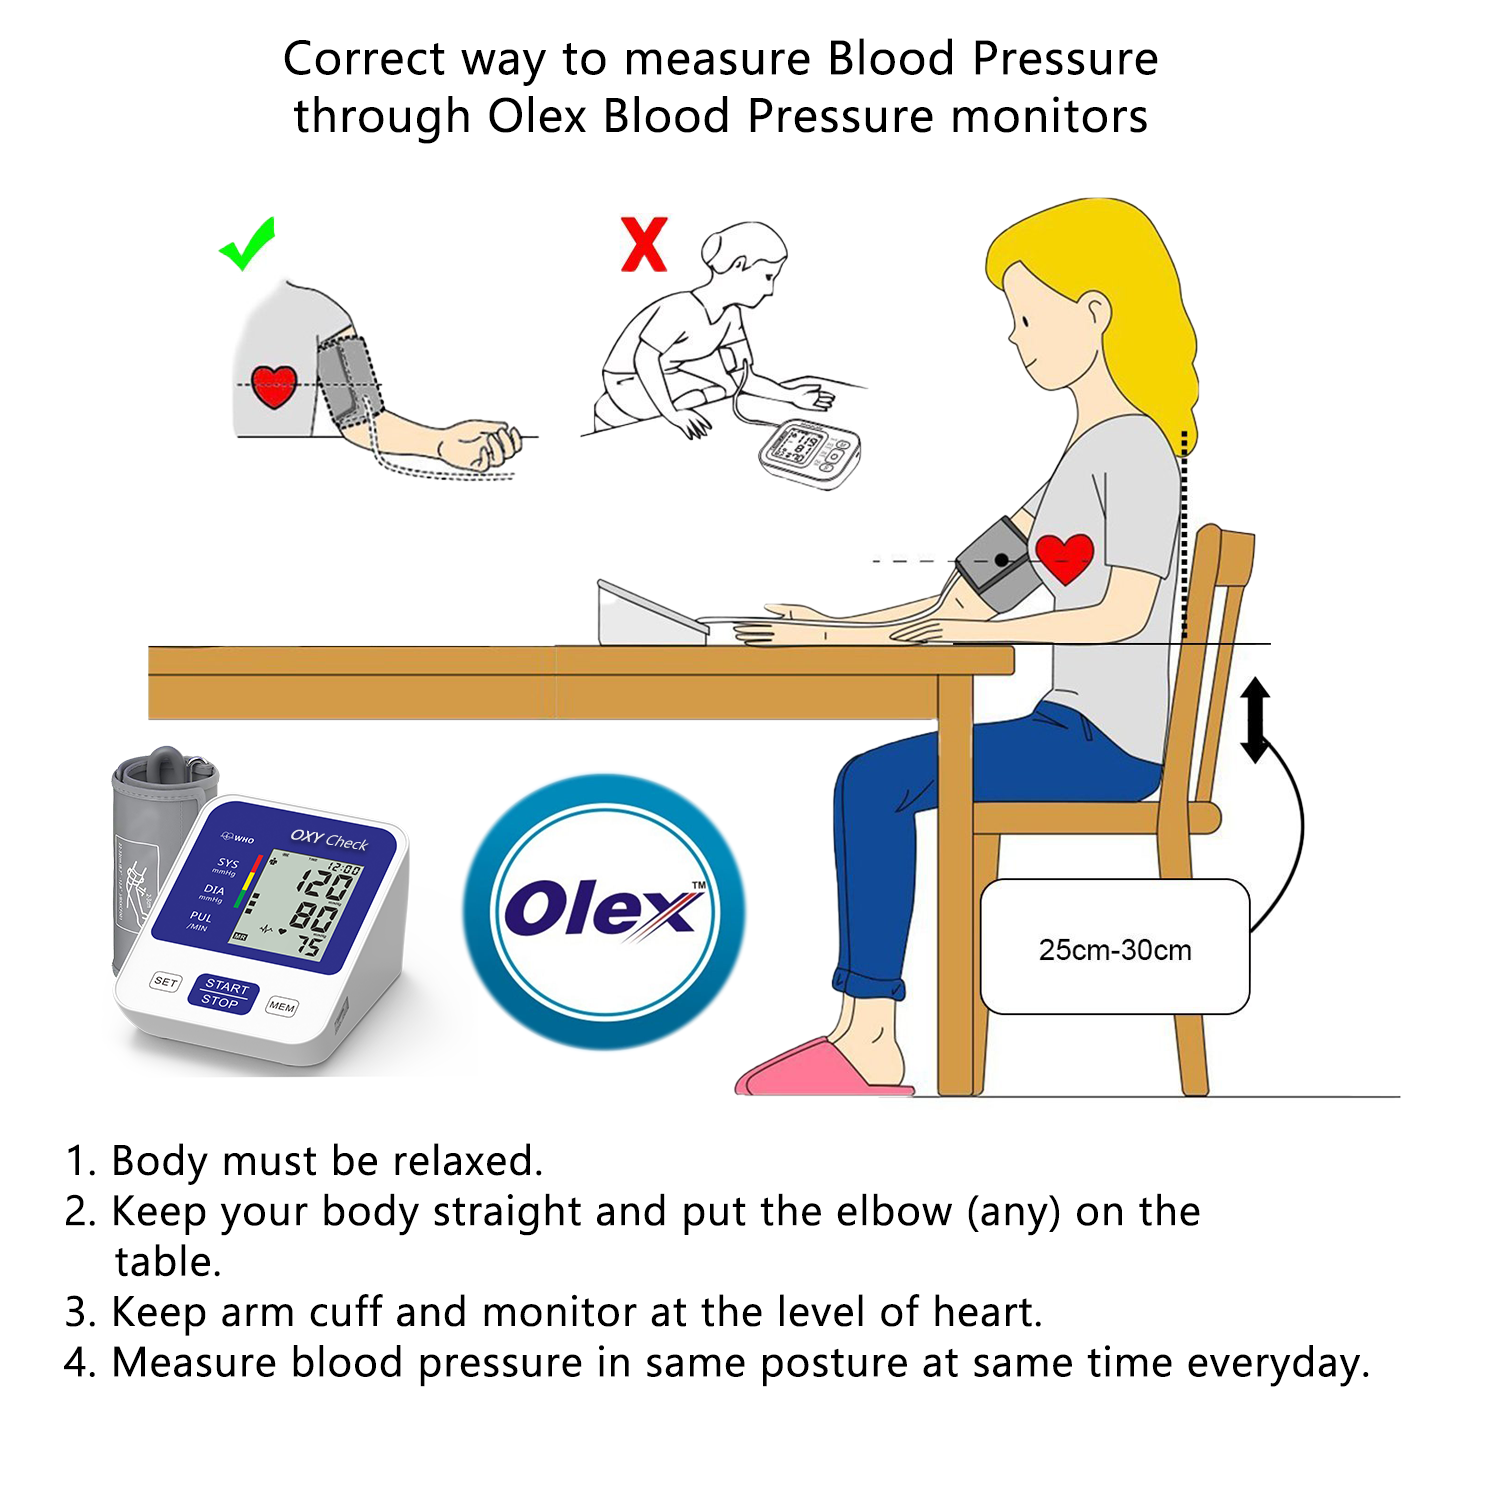 Correct way to measure Blood Pressure
through Olex Blood Pressure monitors
X
119
WHO
OXY Check
SYS
mmHg
DIA
mmHg
PUL
/MIN
12:00
120
80
75
MR
SET
START
STOP
MEM
Olex™
25cm-30cm
1. Body must be relaxed.
2. Keep your body straight and put the elbow (any) on the
table.
3. Keep arm cuff and monitor at the level of heart.
4. Measure blood pressure in same posture at same time everyday.